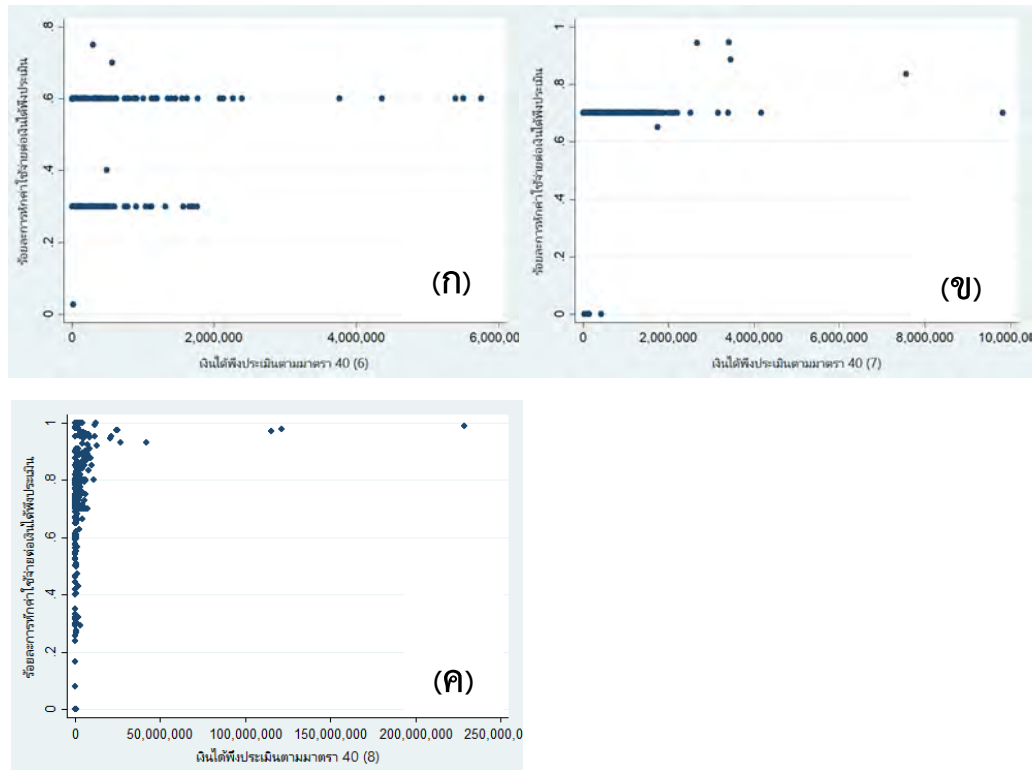 ร้อยละการหักค่าใช้จ่ายต่อเงินได้พึงประเมิน
.8
.6
.4
.2
0
0 2,000,000 4,000,000 6,000,00
เงินได้พึงประเมินตามมาตรา 40 (6)
(ก)
ร้อยละการหักค่าใช้จ่ายต่อเงินได้พึงประเมิน
1
.8
.6
.4
.2
0
0 2,000,000 4,000,000 6,000,000 8,000,000 10,000,00
เงินได้พึงประเมินตามมาตรา 40 (7)
(ข)
ร้อยละการหักค่าใช้จ่ายต่อเงินได้พึงประเมิน
1
.8
.6
.4
.2
0
0 50,000,000 100,000,000 150,000,000 200,000,000 250,000,0
เงินได้พึงประเมินตามมาตรา 40 (8)
(ค)